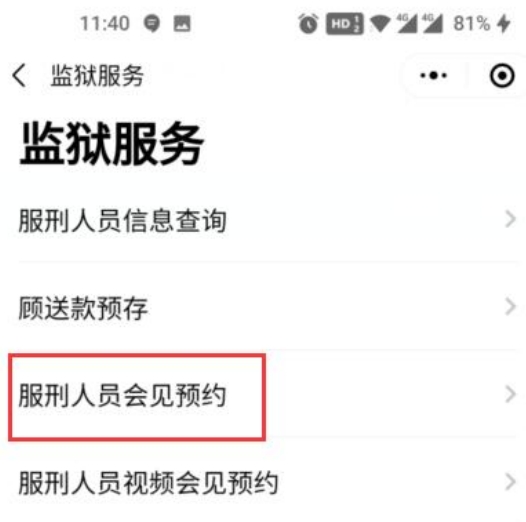 11:40 HD 1 2 4G 4G 81%
监狱服务
监狱服务
服刑人员信息查询
顾送款预存
服刑人员会见预约
服刑人员视频会见预约